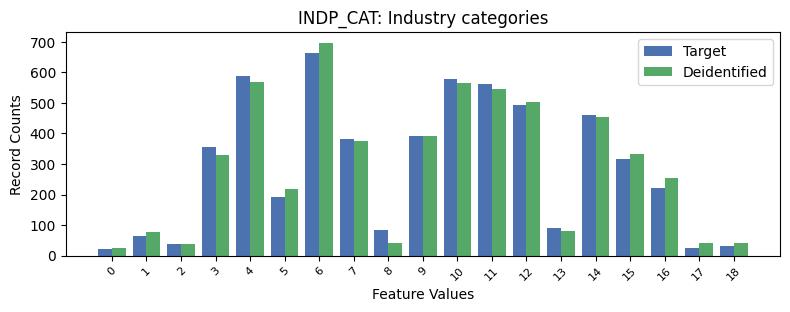 INDP_CAT: Industry categories
Target
Deidentified
Record Counts
700
600
500
400
300
200
100
0
0 1 2 3 4 5 6 7 8 9 10 11 12 13 14 15 16 17 18
Feature Values